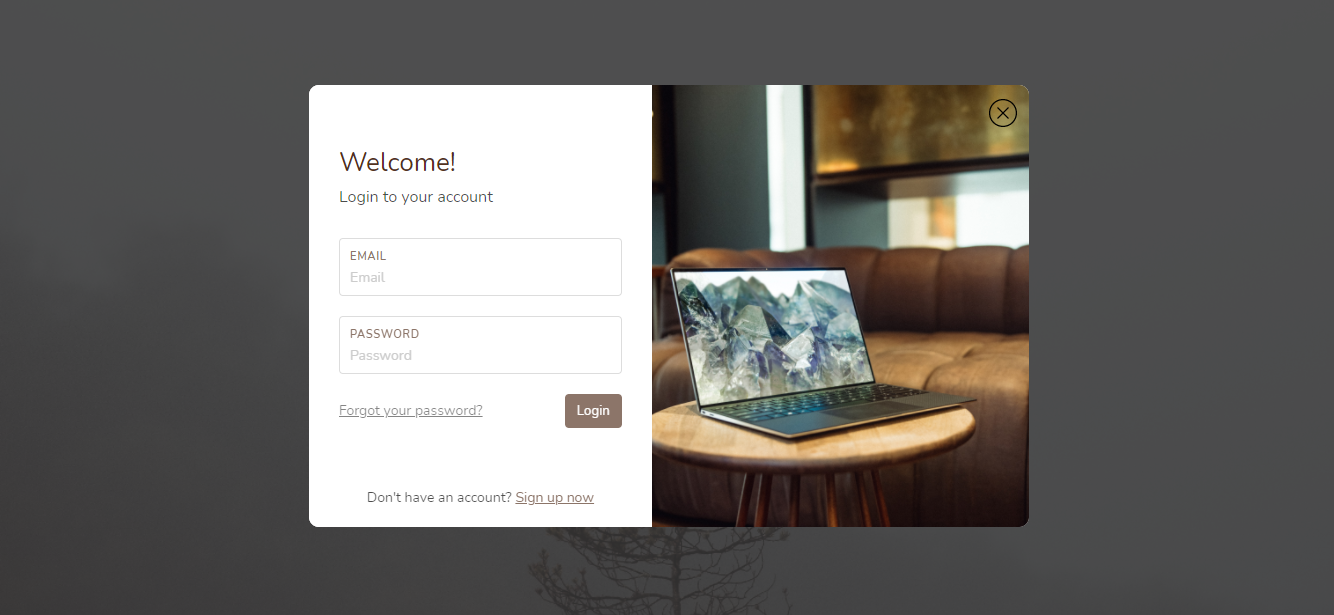 Welcome!
Login to your account
EMAIL
Email
PASSWORD
Password
Forgot your password?
Login
Don't have an account? Sign up now